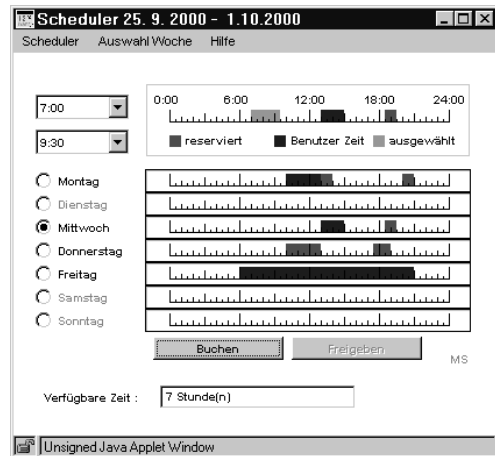 Scheduler 25. 9. 2000 - 1.10.2000
Scheduler Auswahl Woche Hilfe
7:00
0:00 6:00 12:00 18:00 24:00
9:30
reserviert Benutzer Zeit ausgewählt
Montag
Dienstag
Mittwoch
Donnerstag
Freitag
Samstag
Sonntag
Buchen Freigeben
MS
Verfügbare Zeit : 7 Stunde(n)
Unsigned Java Applet Window